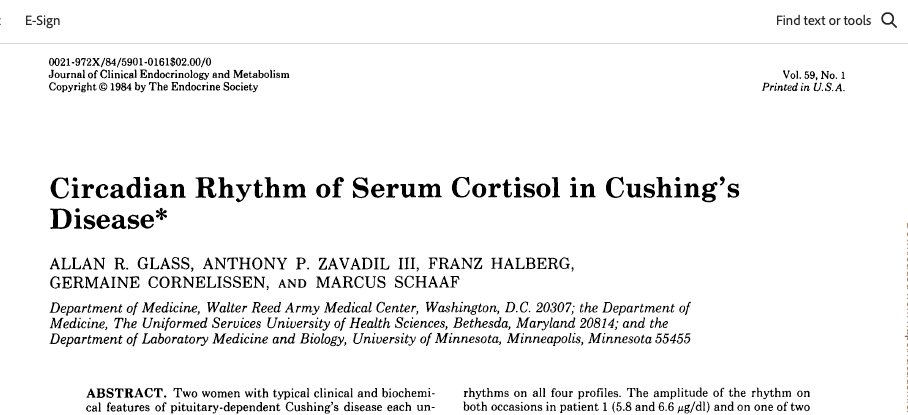 E-Sign
Find text or tools
0021-972X/84/5901-0161$02.00/0
Journal of Clinical Endocrinology and Metabolism
Copyright © 1984 by The Endocrine Society
Vol. 59, No. 1
Printed in U.S.A.
Circadian Rhythm of Serum Cortisol in Cushing's
Disease*
ALLAN R. GLASS, ANTHONY P. ZAVADIL III, FRANZ HALBERG,
GERMAINE CORNELISSEN, AND MARCUS SCHAAF
Department of Medicine, Walter Reed Army Medical Center, Washington, D.C. 20307; the Department of
Medicine, The Uniformed Services University of Health Sciences, Bethesda, Maryland 20814; and the
Department of Laboratory Medicine and Biology, University of Minnesota, Minneapolis, Minnesota 55455
ABSTRACT. Two women with typical clinical and biochemi-
cal features of pituitary-dependent Cushing's disease each un-
rhythms on all four profiles. The amplitude of the rhythm on
both occasions in patient 1 (5.8 and 6.6 μg/dl) and on one of two